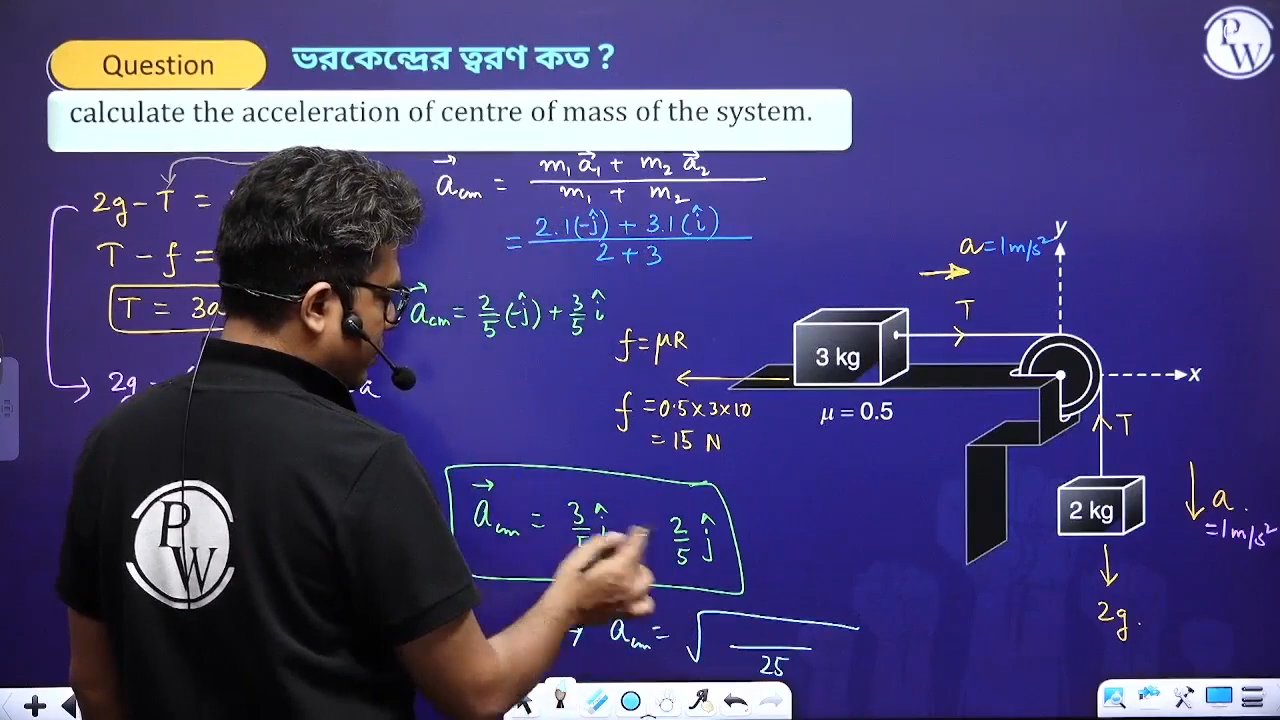 Question
ভরকেন্দ্রের ত্বরণ কত ?
PW
calculate the acceleration of centre of mass of the system.
2g - T =
T - f =
T = 3a
2g -
a
a⃗cm = (m₁a⃗₁ + m₂a⃗₂) / (m₁ + m₂)
= (2.1(-ĵ) + 3.1(î)) / (2 + 3)
a⃗cm = 2/5 (-ĵ) + 3/5 î
f = μR
f = 0.5 × 3 × 10
= 15 N
a⃗cm = 3/5 î - 2/5 ĵ
acm = √( / 25)
a = 1 m/s²
T
3 kg
μ = 0.5
y
x
T
2 kg
2g.
a.
= 1 m/s²
PW